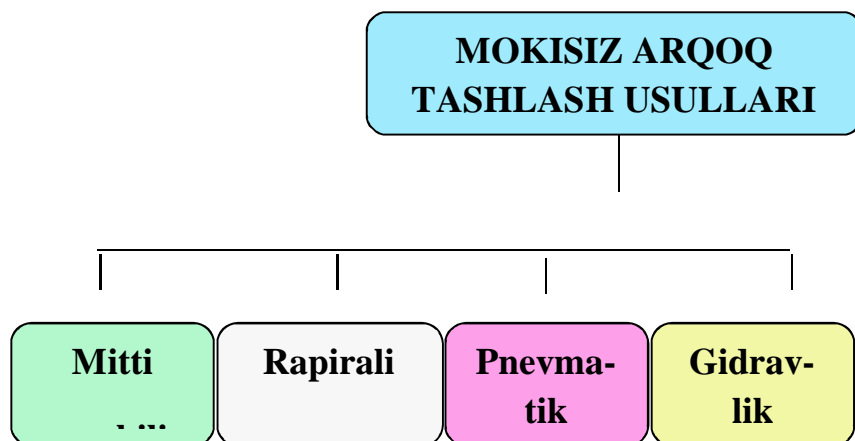 MOKISIZ ARQOQ
TASHLASH USULLARI
Mitti
Rapirali
Pnevma-
tik
Gidrav-
lik